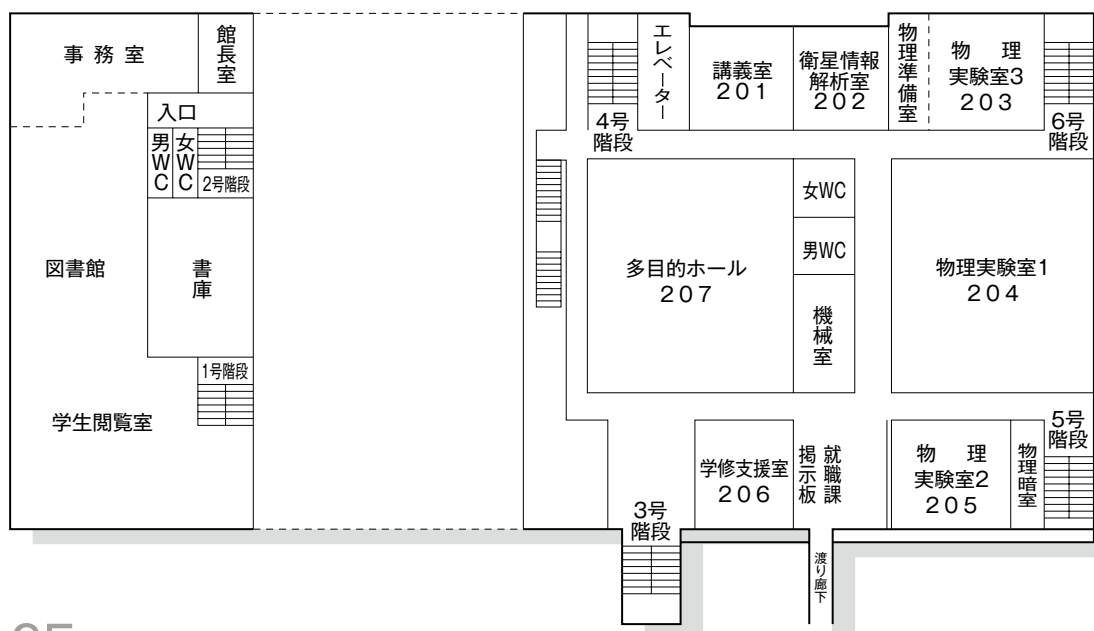 事務室
館長室
入口
男WC
女WC
2号階段
図書館
書庫
1号階段
学生閲覧室
エレベーター
4号
階段
講義室
201
衛星情報
解析室
202
物理準備室
物理
実験室3
203
6号
階段
女WC
男WC
機械室
多目的ホール
207
物理実験室1
204
学修支援室
206
就職課
掲示板
物理
実験室2
205
物理暗室
5号
階段
3号
階段
渡り廊下